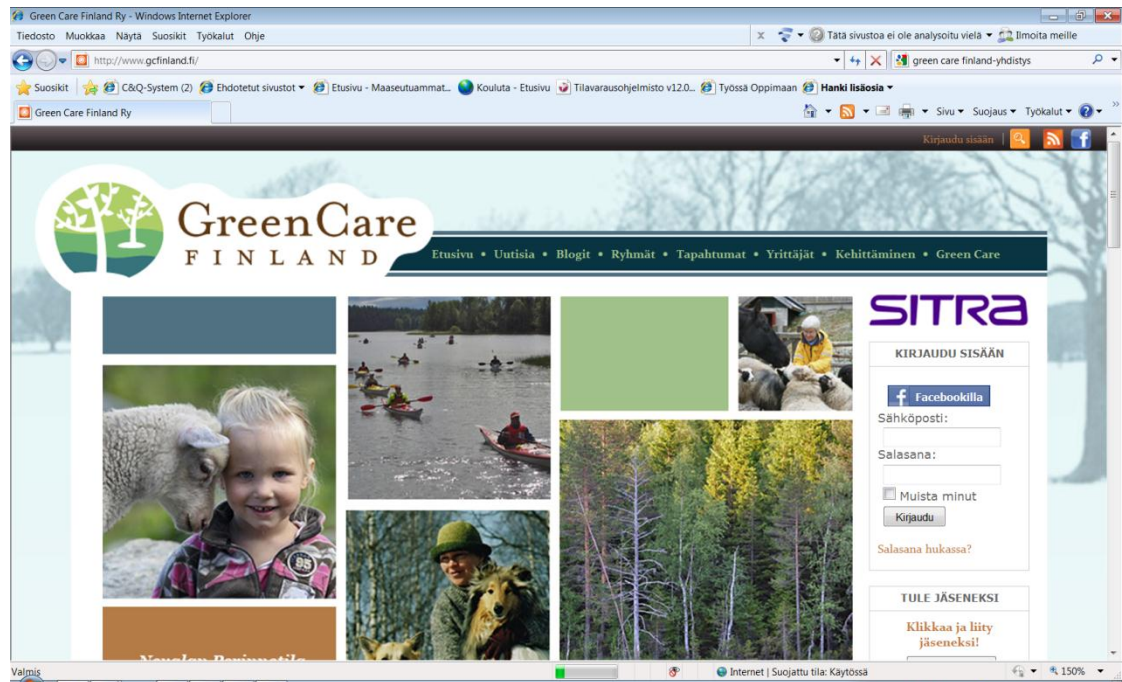 Green Care Finland Ry - Windows Internet Explorer
Tiedosto Muokkaa Näytä Suosikit Työkalut Ohje
x Tätä sivustoa ei ole analysoitu vielä Ilmoita meille
http://www.gcfinland.fi/ green care finland-yhdistys
Suosikit C&Q-System (2) Ehdotetut sivustot Etusivu - Maaseutuammat... Kouluta - Etusivu Tilavarausohjelmisto v12.0... Työssä Oppimaan Hanki lisäosia
Green Care Finland Ry Sivu Suojaus Työkalut
Kirjaudu sisään |
GreenCare
FINLAND
Etusivu • Uutisia • Blogit • Ryhmät • Tapahtumat • Yrittäjät • Kehittäminen • Green Care
SITRA
KIRJAUDU SISÄÄN
f Facebookilla
Sähköposti:
Salasana:
Muista minut
Kirjaudu
Salasana hukassa?
TULE JÄSENEKSI
Klikkaa ja liity
jäseneksi!
95
Valmis Internet | Suojattu tila: Käytössä 150%